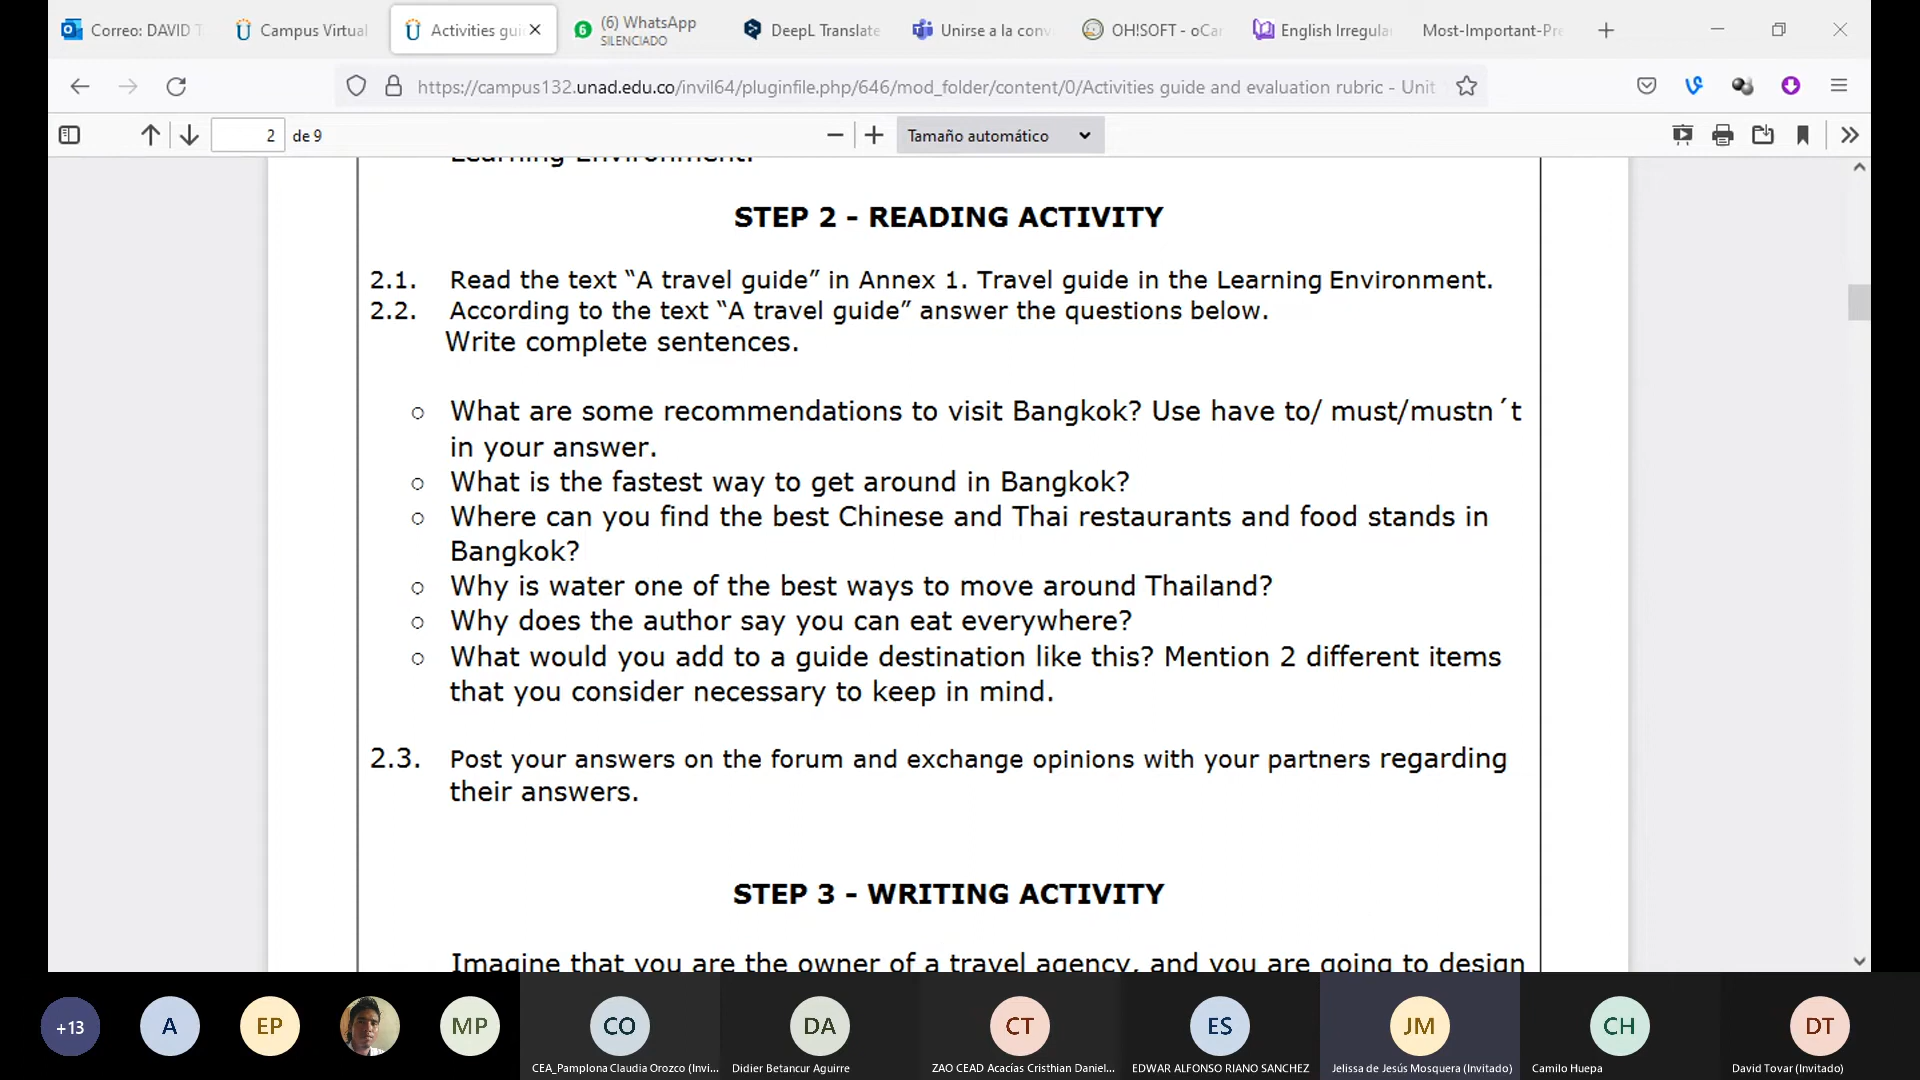 Correo: DAVID T
Campus Virtual
Activities gui
(6) WhatsApp
SILENCIADO
DeepL Translate
Unirse a la conv
OH!SOFT - oCa
English Irregula
Most-Important-Pre
https://campus132.unad.edu.co/invil64/pluginfile.php/646/mod_folder/content/0/Activities guide and evaluation rubric - Unit
2
de 9
Tamaño automático
Learning Environment.
STEP 2 - READING ACTIVITY
2.1. Read the text “A travel guide” in Annex 1. Travel guide in the Learning Environment.
2.2. According to the text “A travel guide” answer the questions below.
Write complete sentences.
○ What are some recommendations to visit Bangkok? Use have to/ must/mustn´t
in your answer.
○ What is the fastest way to get around in Bangkok?
○ Where can you find the best Chinese and Thai restaurants and food stands in
Bangkok?
○ Why is water one of the best ways to move around Thailand?
○ Why does the author say you can eat everywhere?
○ What would you add to a guide destination like this? Mention 2 different items
that you consider necessary to keep in mind.
2.3. Post your answers on the forum and exchange opinions with your partners regarding
their answers.
STEP 3 - WRITING ACTIVITY
Imagine that you are the owner of a travel agency, and you are going to design
+13
A
EP
MP
CO
DA
CT
ES
JM
CH
DT
CEA_Pamplona Claudia Orozco (Invi...
Didier Betancur Aguirre
ZAO CEAD Acacías Cristhian Daniel...
EDWAR ALFONSO RIANO SANCHEZ
Jelissa de Jesús Mosquera (Invitado)
Camilo Huepa
David Tovar (Invitado)